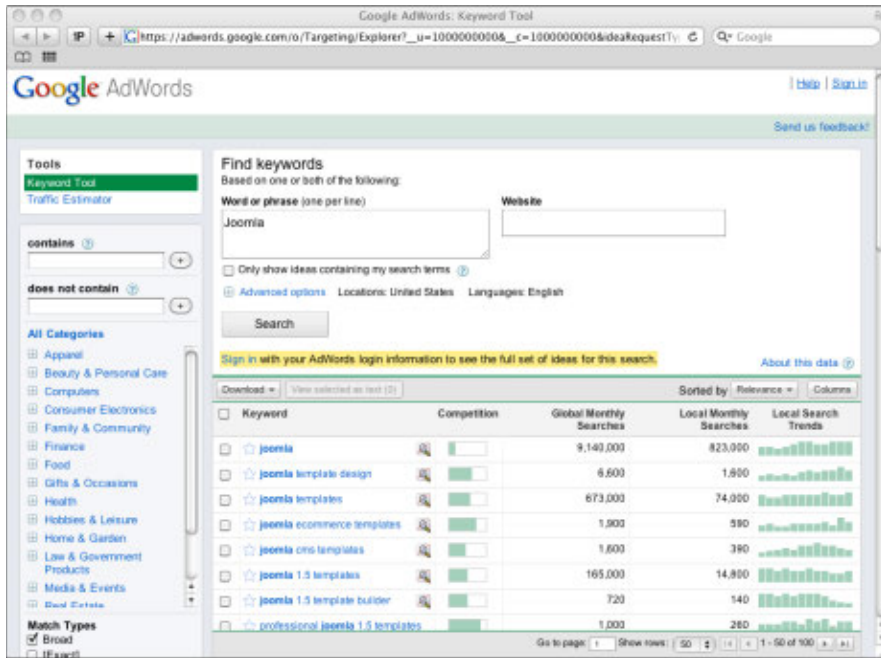 Google AdWords: Keyword Tool
https://adwords.google.com/o/Targeting/Explorer?__u=1000000000&__c=1000000000&ideaRequestTy
Google
Google AdWords
Help | Sign in
Send us feedback!
Tools
Keyword Tool
Traffic Estimator
contains
does not contain
All Categories
Apparel
Beauty & Personal Care
Computers
Consumer Electronics
Family & Community
Finance
Food
Gifts & Occasions
Health
Hobbies & Leisure
Home & Garden
Law & Government
Products
Media & Events
Real Estate
Match Types
Broad
[Exact]
Find keywords
Based on one or both of the following:
Word or phrase (one per line) Website
Joomla
Only show ideas containing my search terms
Advanced options Locations: United States Languages: English
Search
Sign in with your AdWords login information to see the full set of ideas for this search.
About this data
Download View selected as text (0) Sorted by Relevance Columns
Keyword Competition Global Monthly Searches Local Monthly Searches Local Search Trends
joomla 9,140,000 823,000
joomla template design 6,600 1,600
joomla templates 673,000 74,000
joomla ecommerce templates 1,900 590
joomla cms templates 1,600 390
joomla 1.5 templates 165,000 14,800
joomla 1.5 template builder 720 140
professional joomla 1.5 templates 1,000 260
Go to page: 1 Show rows: 50 1 - 50 of 100